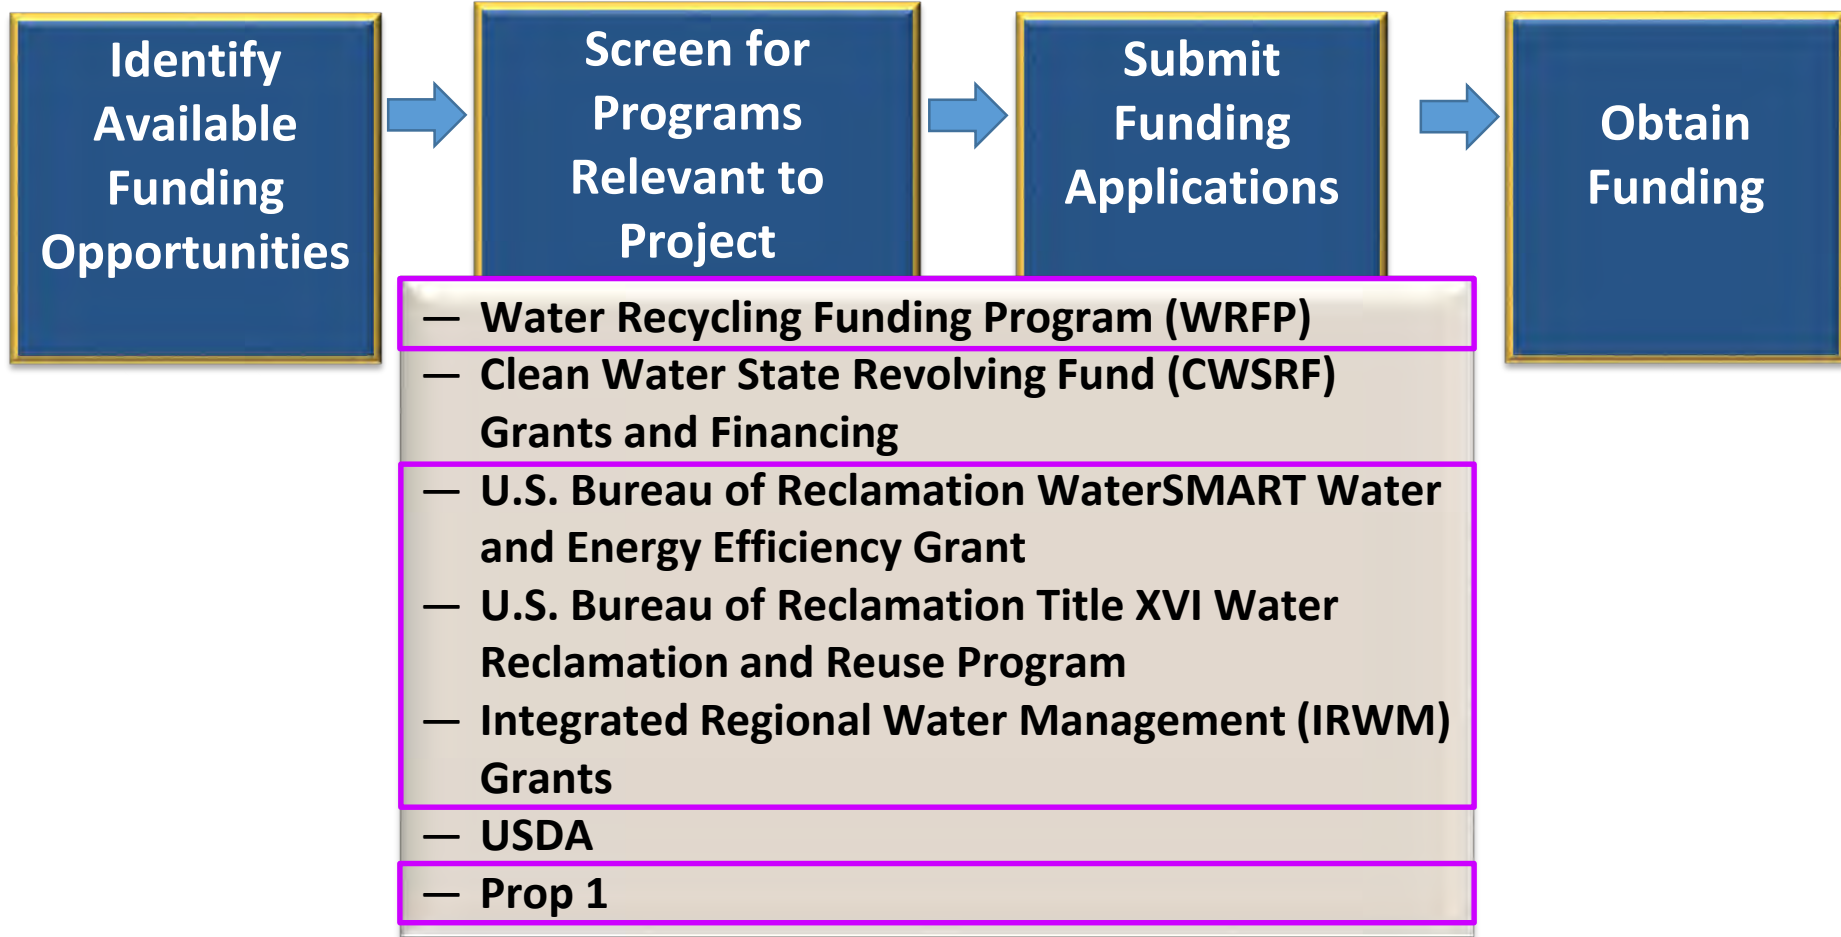 Identify
Available
Funding
Opportunities
Screen for
Programs
Relevant to
Project
Submit
Funding
Applications
Obtain
Funding
— Water Recycling Funding Program (WRFP)
— Clean Water State Revolving Fund (CWSRF)
Grants and Financing
— U.S. Bureau of Reclamation WaterSMART Water
and Energy Efficiency Grant
— U.S. Bureau of Reclamation Title XVI Water
Reclamation and Reuse Program
— Integrated Regional Water Management (IRWM)
Grants
— USDA
— Prop 1